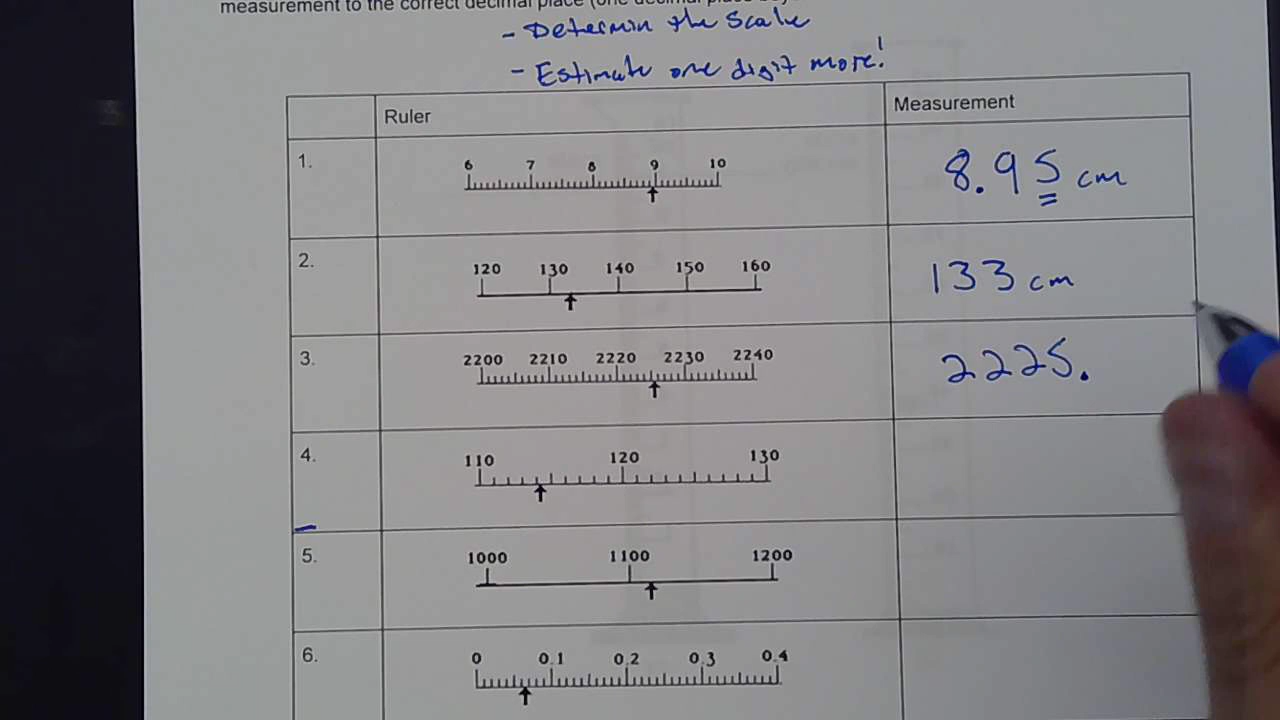 measurement to the correct decimal place (one decimal place
- Determin the Scale
- Estimate one digit more!
Ruler Measurement
1. 6 7 8 9 10 8.95 cm
2. 120 130 140 150 160 133 cm
3. 2200 2210 2220 2230 2240 2225.
4. 110 120 130
5. 1000 1100 1200
6. 0 0.1 0.2 0.3 0.4